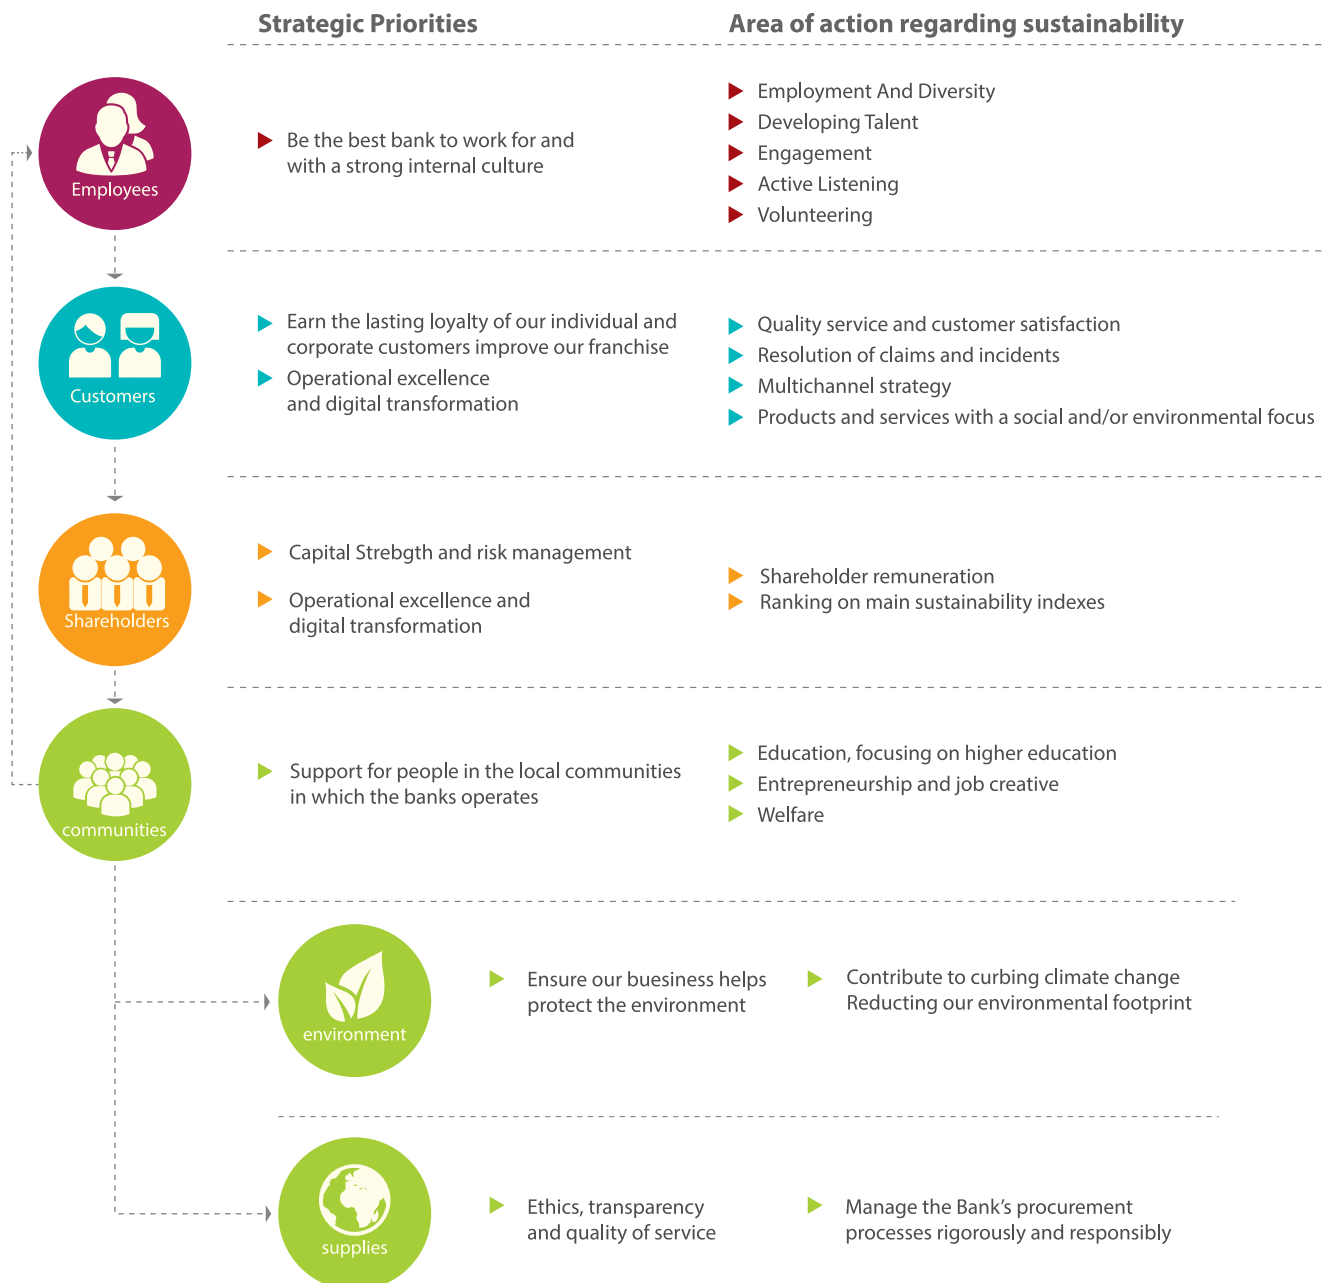 Strategic Priorities
Area of action regarding sustainability
Employees
Be the best bank to work for and
with a strong internal culture
Employment And Diversity
Developing Talent
Engagement
Active Listening
Volunteering
Customers
Earn the lasting loyalty of our individual and
corporate customers improve our franchise
Operational excellence
and digital transformation
Quality service and customer satisfaction
Resolution of claims and incidents
Multichannel strategy
Products and services with a social and/or environmental focus
Shareholders
Capital Strebgth and risk management
Operational excellence and
digital transformation
Shareholder remuneration
Ranking on main sustainability indexes
communities
Support for people in the local communities
in which the banks operates
Education, focusing on higher education
Entrepreneurship and job creative
Welfare
environment
Ensure our buesiness helps
protect the environment
Contribute to curbing climate change
Reducting our environmental footprint
supplies
Ethics, transparency
and quality of service
Manage the Bank's procurement
processes rigorously and responsibly